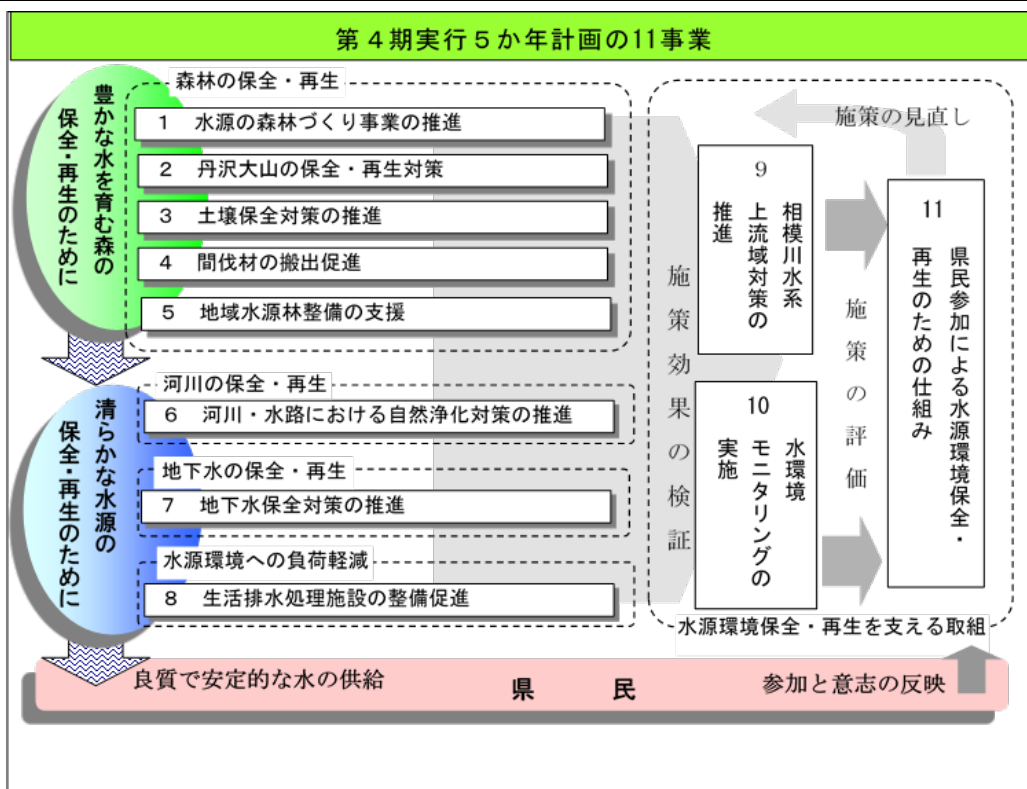 第４期実行５か年計画の11事業
豊かな水を育む森の
保全・再生のために
森林の保全・再生
1 水源の森林づくり事業の推進
2 丹沢大山の保全・再生対策
3 土壌保全対策の推進
4 間伐材の搬出促進
5 地域水源林整備の支援
清らかな水源の
保全・再生のために
河川の保全・再生
6 河川・水路における自然浄化対策の推進
地下水の保全・再生
7 地下水保全対策の推進
水源環境への負荷軽減
8 生活排水処理施設の整備促進
施策効果の検証
9
相模川水系
上流域対策の
推進
10
水環境
モニタリングの
実施
施策の評価
施策の見直し
11
県民参加による水源環境保全・
再生のための仕組み
水源環境保全・再生を支える取組
良質で安定的な水の供給
県 民
参加と意志の反映